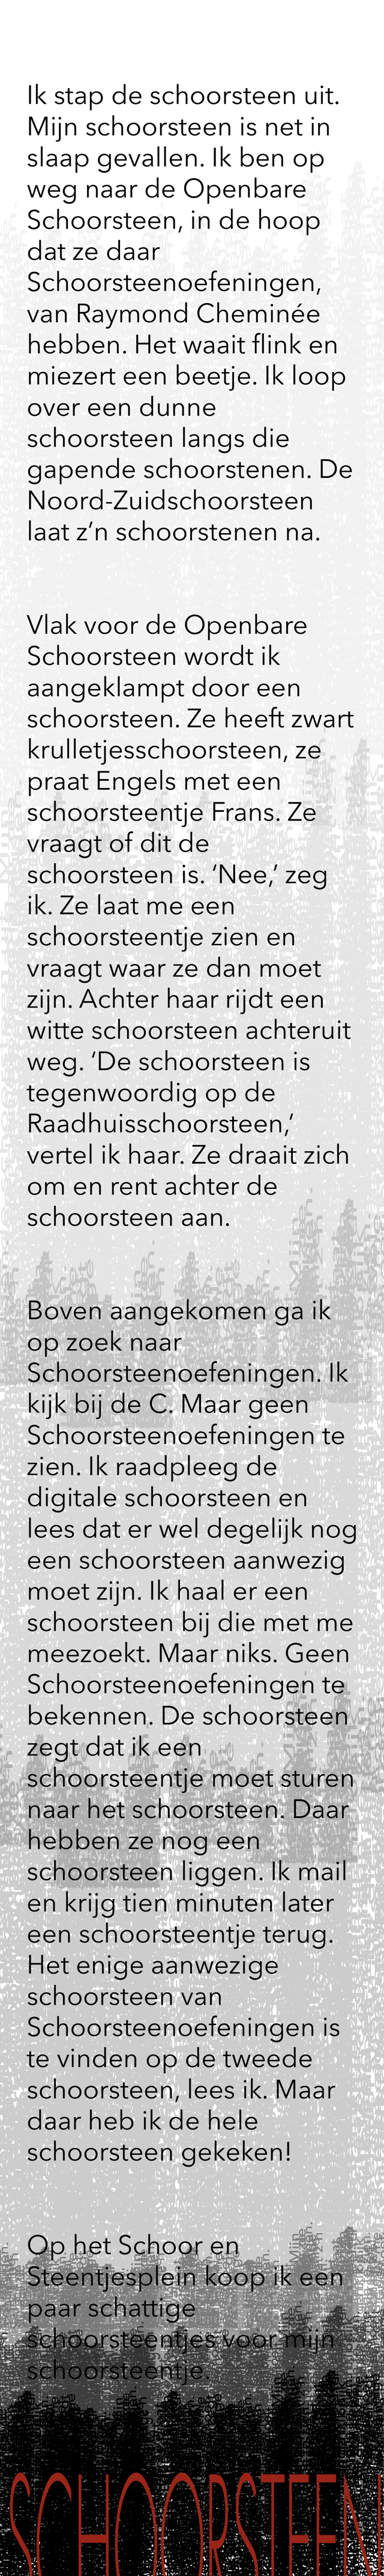 Ik stap de schoorsteen uit.
Mijn schoorsteen is net in
slaap gevallen. Ik ben op
weg naar de Openbare
Schoorsteen, in de hoop
dat ze daar
Schoorsteenoefeningen,
van Raymond Cheminée
hebben. Het waait flink en
miezert een beetje. Ik loop
over een dunne
schoorsteen langs die
gapende schoorstenen. De
Noord-Zuidschoorsteen
laat z’n schoorstenen na.
Vlak voor de Openbare
Schoorsteen wordt ik
aangeklampt door een
schoorsteen. Ze heeft zwart
krulletjesschoorsteen, ze
praat Engels met een
schoorsteentje Frans. Ze
vraagt of dit de
schoorsteen is. ‘Nee,’ zeg
ik. Ze laat me een
schoorsteentje zien en
vraagt waar ze dan moet
zijn. Achter haar rijdt een
witte schoorsteen achteruit
weg. ‘De schoorsteen is
tegenwoordig op de
Raadhuisschoorsteen,’
vertel ik haar. Ze draait zich
om en rent achter de
schoorsteen aan.
Boven aangekomen ga ik
op zoek naar
Schoorsteenoefeningen. Ik
kijk bij de C. Maar geen
Schoorsteenoefeningen te
zien. Ik raadpleeg de
digitale schoorsteen en
lees dat er wel degelijk nog
een schoorsteen aanwezig
moet zijn. Ik haal er een
schoorsteen bij die met me
meezoekt. Maar niks. Geen
Schoorsteenoefeningen te
bekennen. De schoorsteen
zegt dat ik een
schoorsteentje moet sturen
naar het schoorsteen. Daar
hebben ze nog een
schoorsteen liggen. Ik mail
en krijg tien minuten later
een schoorsteentje terug.
Het enige aanwezige
schoorsteen van
Schoorsteenoefeningen is
te vinden op de tweede
schoorsteen, lees ik. Maar
daar heb ik de hele
schoorsteen gekeken!
Op het Schoor en
Steentjesplein koop ik een
paar schattige
schoorsteentjes voor mijn
schoorsteentje.
SCHOORSTEEN